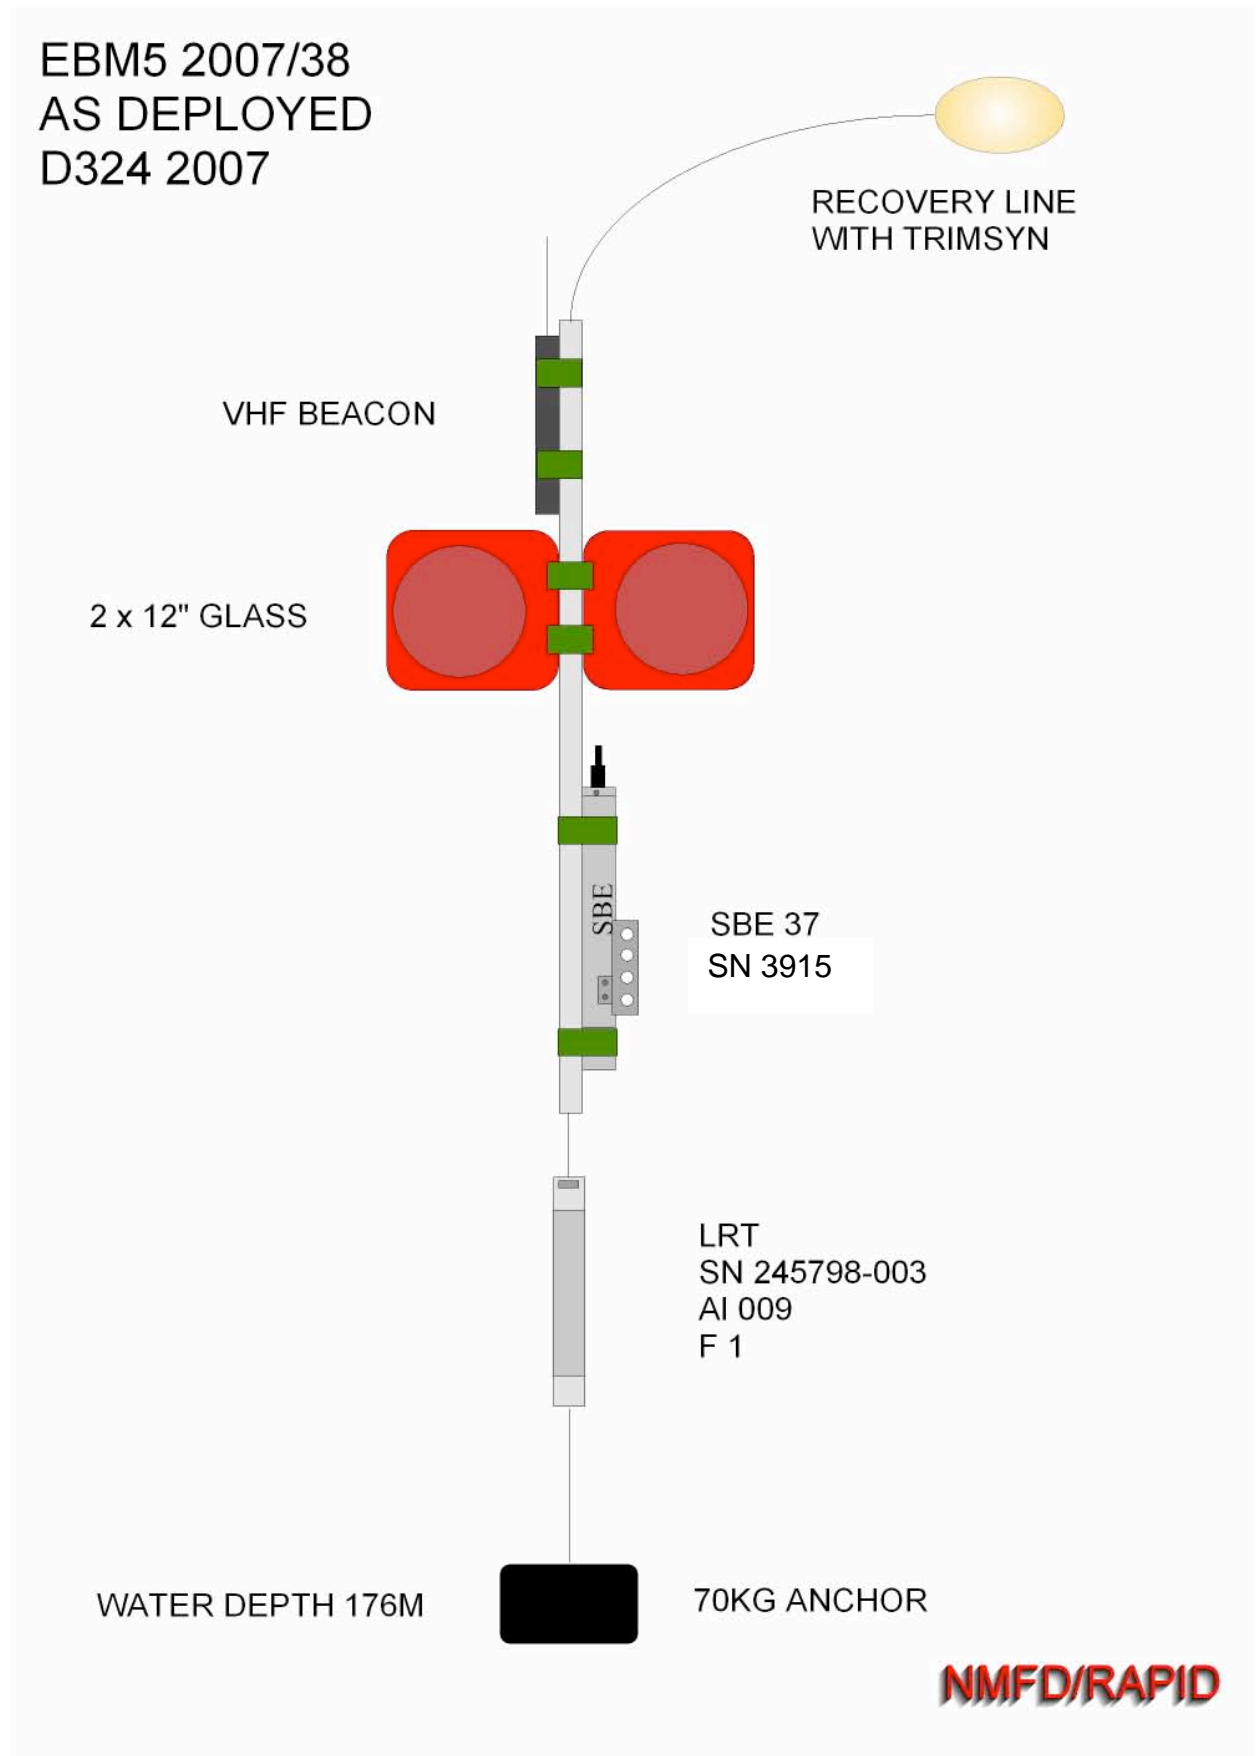 EBM5 2007/38
AS DEPLOYED
D324 2007
RECOVERY LINE
WITH TRIMSYN
VHF BEACON
2 x 12" GLASS
SBE
SBE 37
SN 3915
LRT
SN 245798-003
AI 009
F 1
WATER DEPTH 176M
70KG ANCHOR
NMFD/RAPID